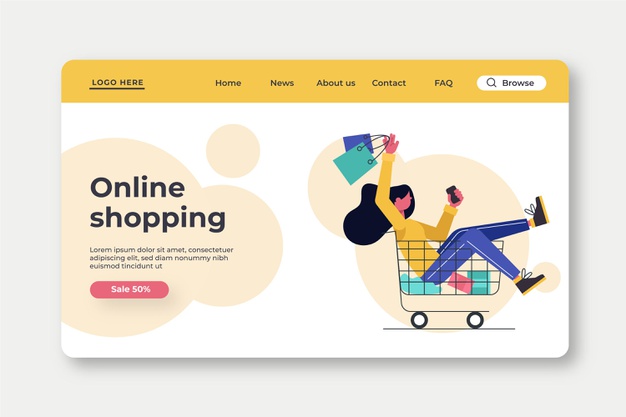 LOGO HERE
Home
News
About us
Contact
FAQ
Browse
Online
shopping
Lorem ipsum dolor sit amet, consectetuer
adipiscing elit, sed diam nonummy nibh
euismod tincidunt
Sale 50%